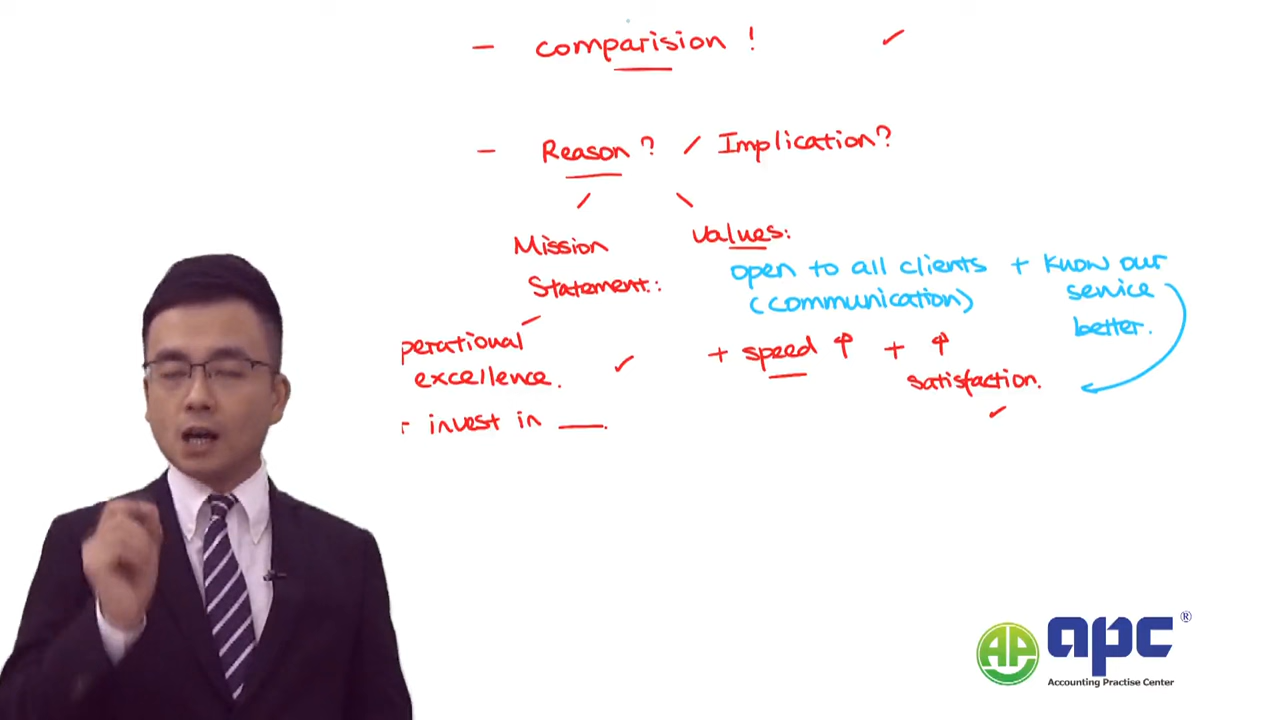 - comparision !
- Reason? / Implication?
Mission
Statement:
perational
excellence.
invest in
values:
open to all clients + know our
(communication) service
better.
+ speed ↑ + ↑
satisfaction.
AP apc ®
Accounting Practise Center